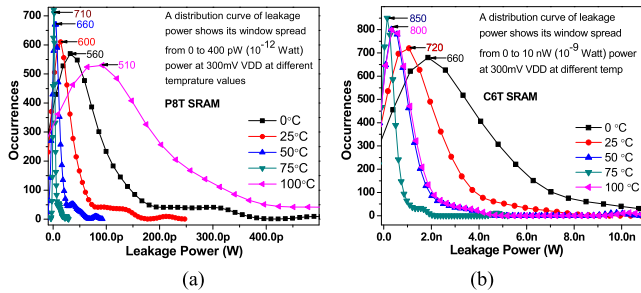 710
660
600
560
510
A distribution curve of leakage
power shows its window spread
from 0 to 400 pW (10-12 Watt)
power at 300mV VDD at different
temprature values
P8T SRAM
0°C
25°C
50°C
75°C
100°C
Occurrences
700
600
500
400
300
200
100
0
0.0 100.0p 200.0p 300.0p 400.0p
Leakage Power (W)
(a)
850
800
720
660
A distribution curve of leakage
power shows its window spread
from 0 to 10 nW (10-9 Watt) power
at 300mV VDD at different temp
C6T SRAM
0 °C
25 °C
50 °C
75 °C
100 °C
Occurrences
900
800
700
600
500
400
300
200
100
0
0.0 2.0n 4.0n 6.0n 8.0n 10.0n
Leakage Power (W)
(b)